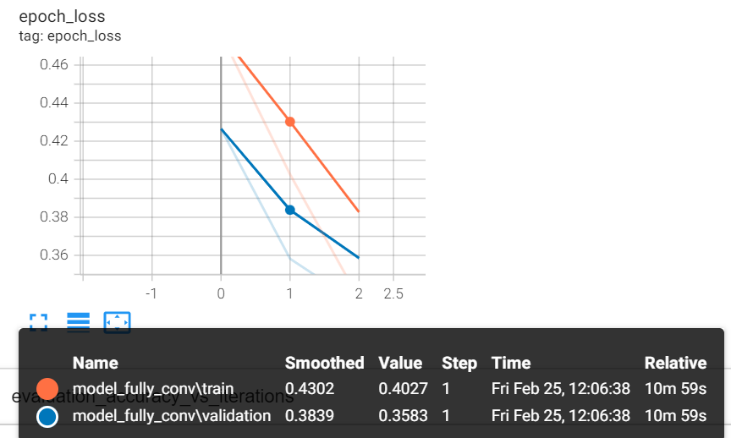 epoch_loss
tag: epoch_loss
0.46
0.44
0.42
0.4
0.38
0.36
-1 0 1 2 2.5
Name Smoothed Value Step Time Relative
model_fully_conv\train 0.4302 0.4027 1 Fri Feb 25, 12:06:38 10m 59s
evaluation_accuracy_vs_iterations
model_fully_conv\validation 0.3839 0.3583 1 Fri Feb 25, 12:06:38 10m 59s